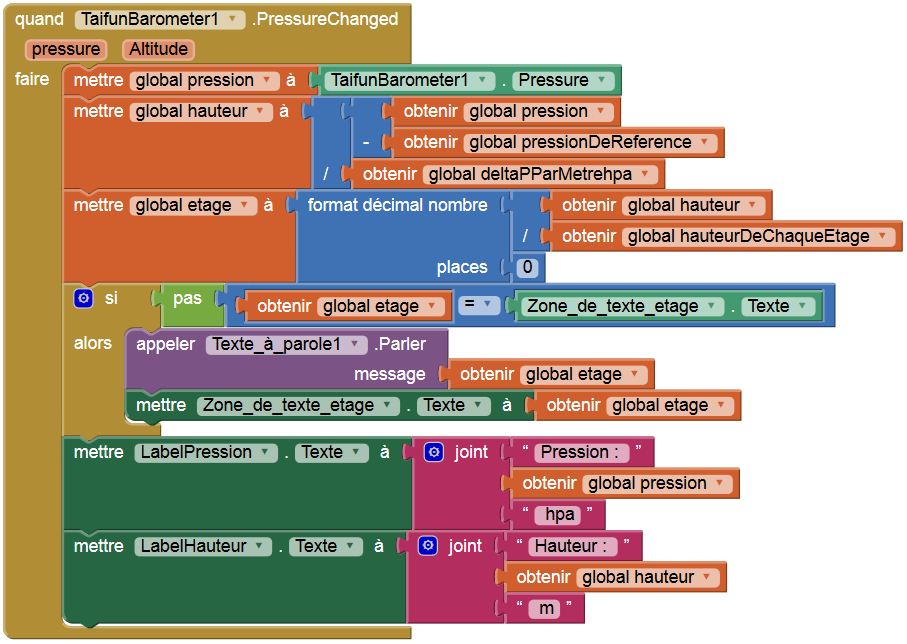 quand TaifunBarometer1 .PressureChanged
pressure Altitude
faire mettre global pression à TaifunBarometer1 . Pressure
mettre global hauteur à obtenir global pression
- obtenir global pressionDeReference
/ obtenir global deltaPParMetrehpa
mettre global etage à format décimal nombre obtenir global hauteur
/ obtenir global hauteurDeChaqueEtage
places 0
si pas obtenir global etage = Zone_de_texte_etage . Texte
alors appeler Texte_à_parole1 .Parler
message obtenir global etage
mettre Zone_de_texte_etage . Texte à obtenir global etage
mettre LabelPression . Texte à joint “ Pression : ”
obtenir global pression
“ hpa ”
mettre LabelHauteur . Texte à joint “ Hauteur : ”
obtenir global hauteur
“ m ”